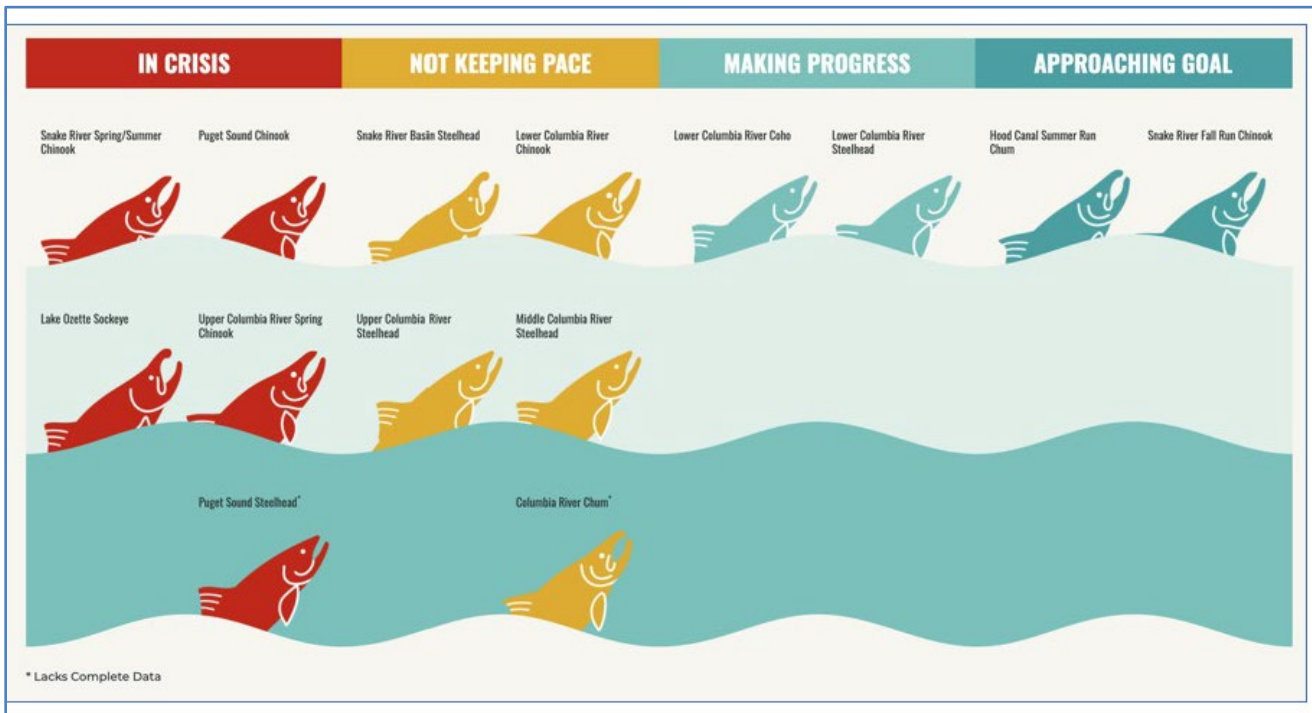 IN CRISIS
NOT KEEPING PACE
MAKING PROGRESS
APPROACHING GOAL
Snake River Spring/Summer
Chinook
Puget Sound Chinook
Snake River Basin Steelhead
Lower Columbia River
Chinook
Lower Columbia River Coho
Lower Columbia River
Steelhead
Hood Canal Summer Run
Chum
Snake River Fall Run Chinook
Lake Ozette Sockeye
Upper Columbia River Spring
Chinook
Upper Columbia River
Steelhead
Middle Columbia River
Steelhead
Puget Sound Steelhead*
Columbia River Chum*
* Lacks Complete Data